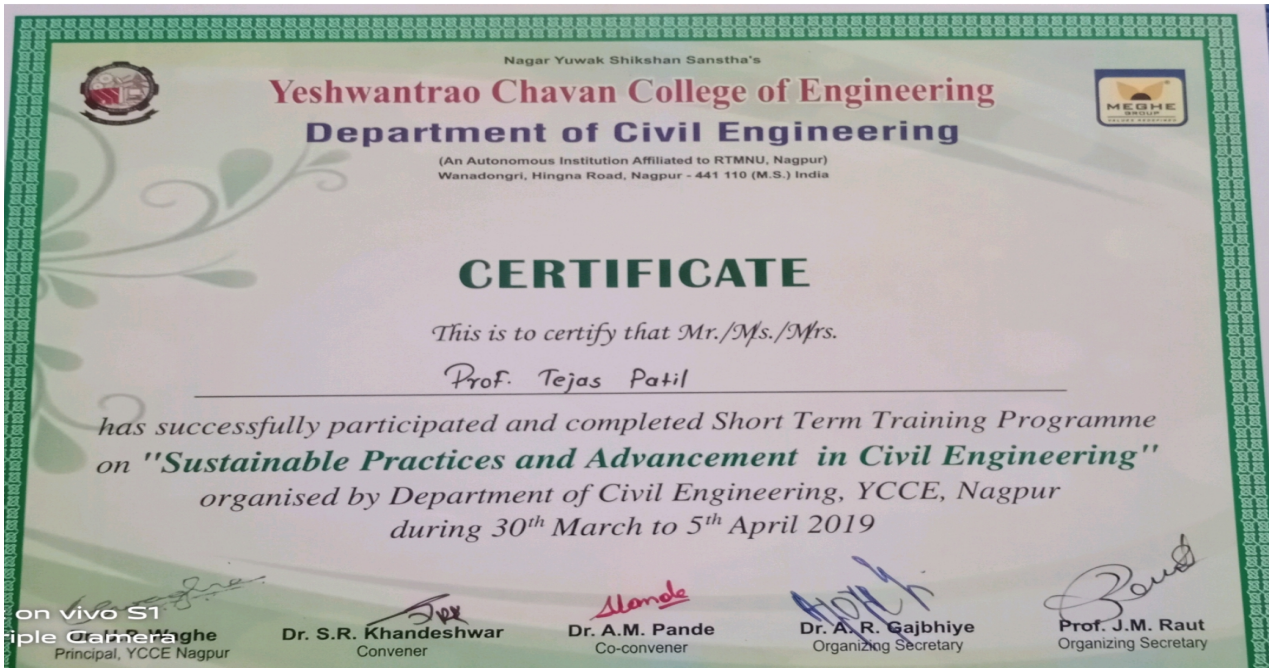 Nagar Yuwak Shikshan Sanstha's
Yeshwantrao Chavan College of Engineering
Department of Civil Engineering
(An Autonomous Institution Affiliated to RTMNU, Nagpur)
Wanadongri, Hingna Road, Nagpur - 441 110 (M.S.) India
MEGHE
GROUP
CERTIFICATE
This is to certify that Mr./Ms./Mrs.
Prof. Tejas Patil
has successfully participated and completed Short Term Training Programme
on "Sustainable Practices and Advancement in Civil Engineering"
organised by Department of Civil Engineering, YCCE, Nagpur
during 30th March to 5th April 2019
on vivo S1
riple Camera
Dr. S.R. Khandeshwar
Dr. A.M. Pande
Dr. A. R. Gajbhiye
Prof. J.M. Raut
Principal, YCCE Nagpur
Convener
Co-convener
Organizing Secretary
Organizing Secretary